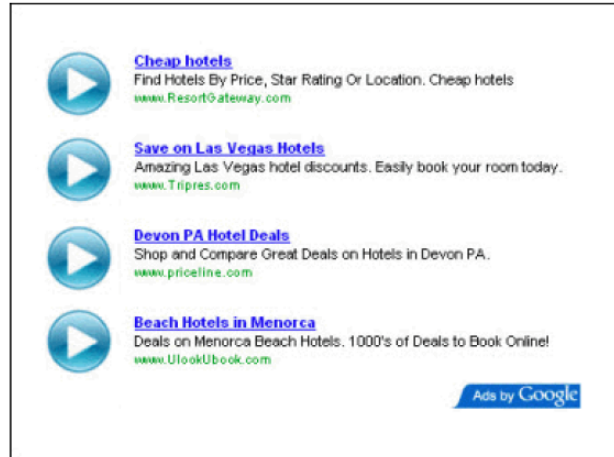 Cheap hotels
Find Hotels By Price, Star Rating Or Location. Cheap hotels
www.ResortGateway.com
Save on Las Vegas Hotels
Amazing Las Vegas hotel discounts. Easily book your room today.
www.Tripres.com
Devon PA Hotel Deals
Shop and Compare Great Deals on Hotels in Devon PA.
www.priceline.com
Beach Hotels in Menorca
Deals on Menorca Beach Hotels. 1000's of Deals to Book Online!
www.UlookUbook.com
Ads by Google